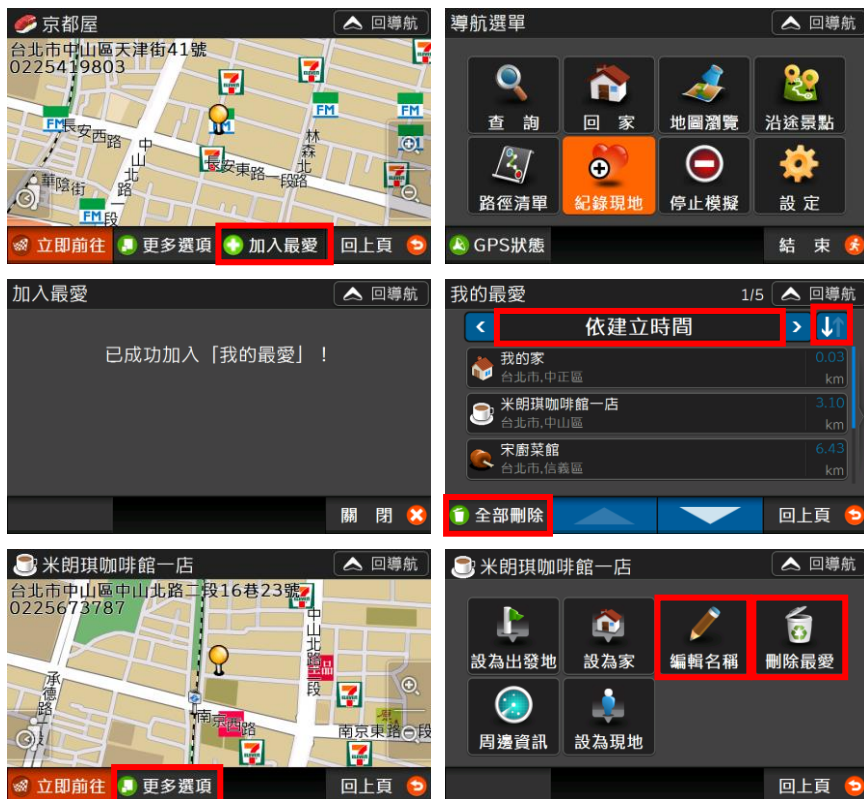 京都屋
回導航
台北市中山區天津街41號
0225419803
長安西路
中山北路一段
林森北路
長安東路一段
華陰街
FM
FM
FM
FM
立即前往
更多選項
加入最愛
回上頁
導航選單
回導航
查 詢
回 家
地圖瀏覽
沿途景點
路徑清單
紀錄現地
停止模擬
設 定
GPS狀態
結 束
加入最愛
回導航
已成功加入「我的最愛」!
關 閉
我的最愛
1/5
回導航
依建立時間
我的家
0.03
台北市,中正區
km
米朗琪咖啡館一店
3.10
台北市,中山區
km
宋廚菜館
6.43
台北市,信義區
km
全部刪除
回上頁
米朗琪咖啡館一店
回導航
台北市中山區中山北路二段16巷23號
0225673787
中山北路
段
承德路
南京西路
南京東路
段
立即前往
更多選項
回上頁
米朗琪咖啡館一店
回導航
設為出發地
設為家
編輯名稱
刪除最愛
周邊資訊
設為現地
回上頁